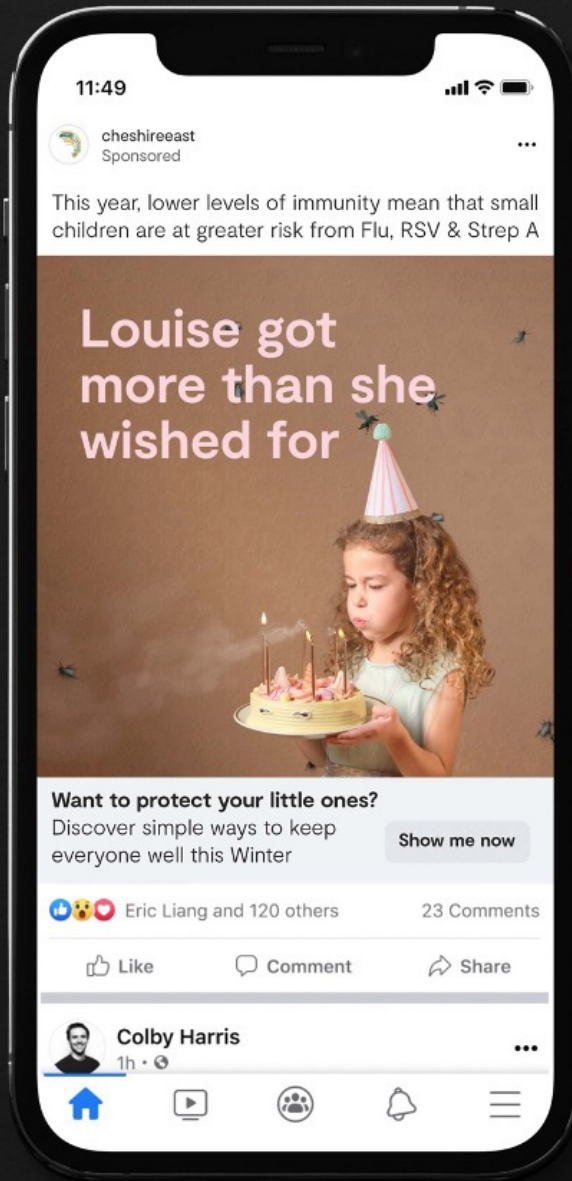 11:49
cheshireeast
Sponsored
This year, lower levels of immunity mean that small
children are at greater risk from Flu, RSV & Strep A
Louise got
more than she
wished for
Want to protect your little ones?
Discover simple ways to keep
everyone well this Winter
Show me now
Eric Liang and 120 others
23 Comments
Like
Comment
Share
Colby Harris
1h •